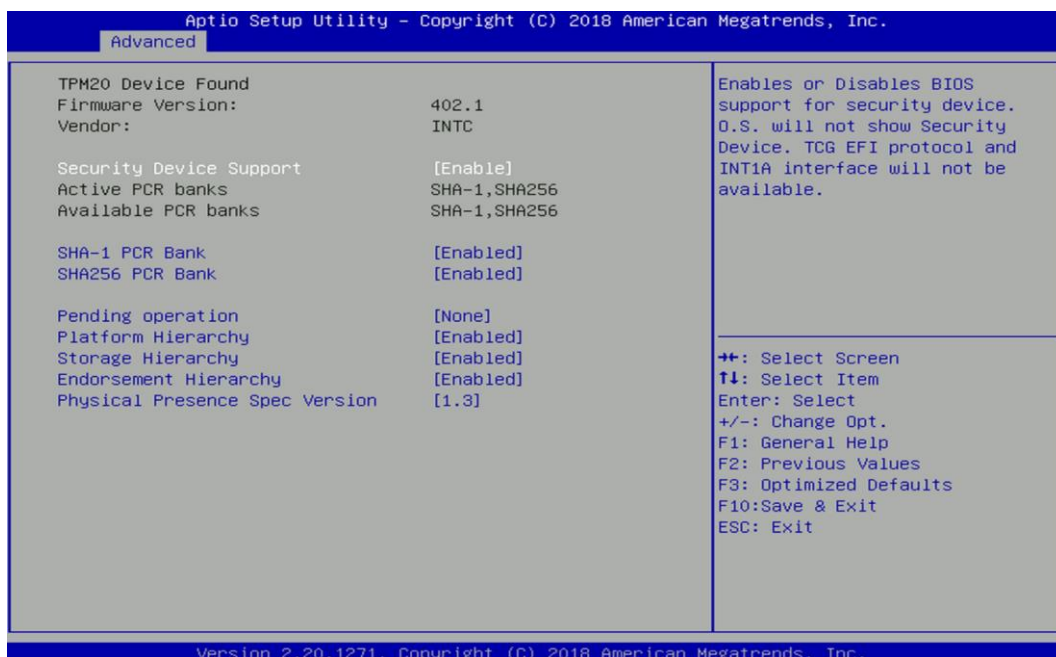 Aptio Setup Utility – Copyright (C) 2018 American Megatrends, Inc.
Advanced
TPM20 Device Found
Firmware Version: 402.1
Vendor: INTC
Security Device Support [Enable]
Active PCR banks SHA-1,SHA256
Available PCR banks SHA-1,SHA256
SHA-1 PCR Bank [Enabled]
SHA256 PCR Bank [Enabled]
Pending operation [None]
Platform Hierarchy [Enabled]
Storage Hierarchy [Enabled]
Endorsement Hierarchy [Enabled]
Physical Presence Spec Version [1.3]
Enables or Disables BIOS
support for security device.
O.S. will not show Security
Device. TCG EFI protocol and
INT1A interface will not be
available.
→←: Select Screen
↑↓: Select Item
Enter: Select
+/-: Change Opt.
F1: General Help
F2: Previous Values
F3: Optimized Defaults
F10:Save & Exit
ESC: Exit
Version 2.20.1271. Copyright (C) 2018 American Megatrends, Inc.